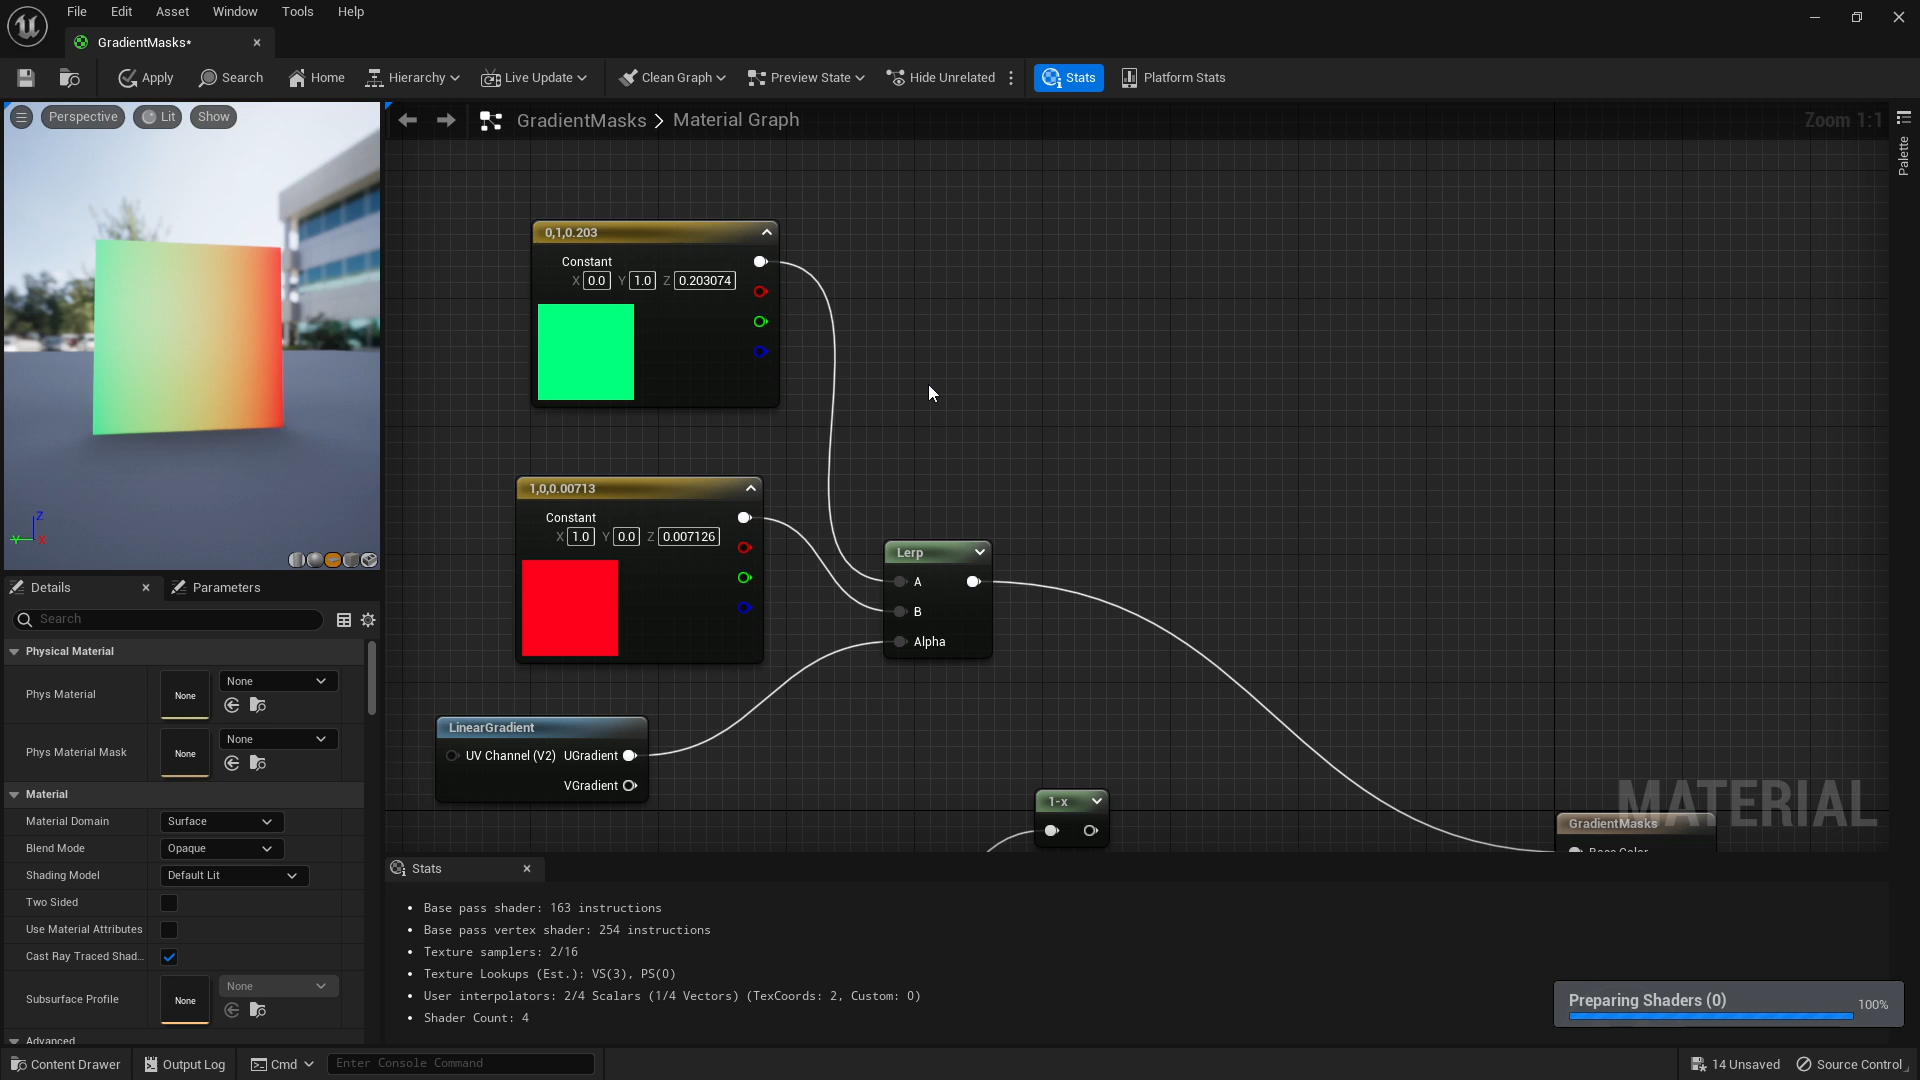 File Edit Asset Window Tools Help
GradientMasks*
Apply Search Home Hierarchy Live Update Clean Graph Preview State Hide Unrelated Stats Platform Stats
Perspective Lit Show
GradientMasks > Material Graph
Zoom 1:1
Palette
0,1,0.203
Constant
X 0.0 Y 1.0 Z 0.203074
1,0,0.00713
Constant
X 1.0 Y 0.0 Z 0.007126
Lerp
A
B
Alpha
LinearGradient
UV Channel (V2) UGradient
VGradient
1-x
MATERIAL
GradientMasks
Base Color
Z
Y X
Details Parameters
Search
Physical Material
Phys Material None None
Phys Material Mask None None
Material
Material Domain Surface
Blend Mode Opaque
Shading Model Default Lit
Two Sided
Use Material Attributes
Cast Ray Traced Shad...
Subsurface Profile None None
Advanced
Stats
• Base pass shader: 163 instructions
• Base pass vertex shader: 254 instructions
• Texture samplers: 2/16
• Texture Lookups (Est.): VS(3), PS(0)
• User interpolators: 2/4 Scalars (1/4 Vectors) (TexCoords: 2, Custom: 0)
• Shader Count: 4
Preparing Shaders (0) 100%
Content Drawer Output Log Cmd Enter Console Command 14 Unsaved Source Control